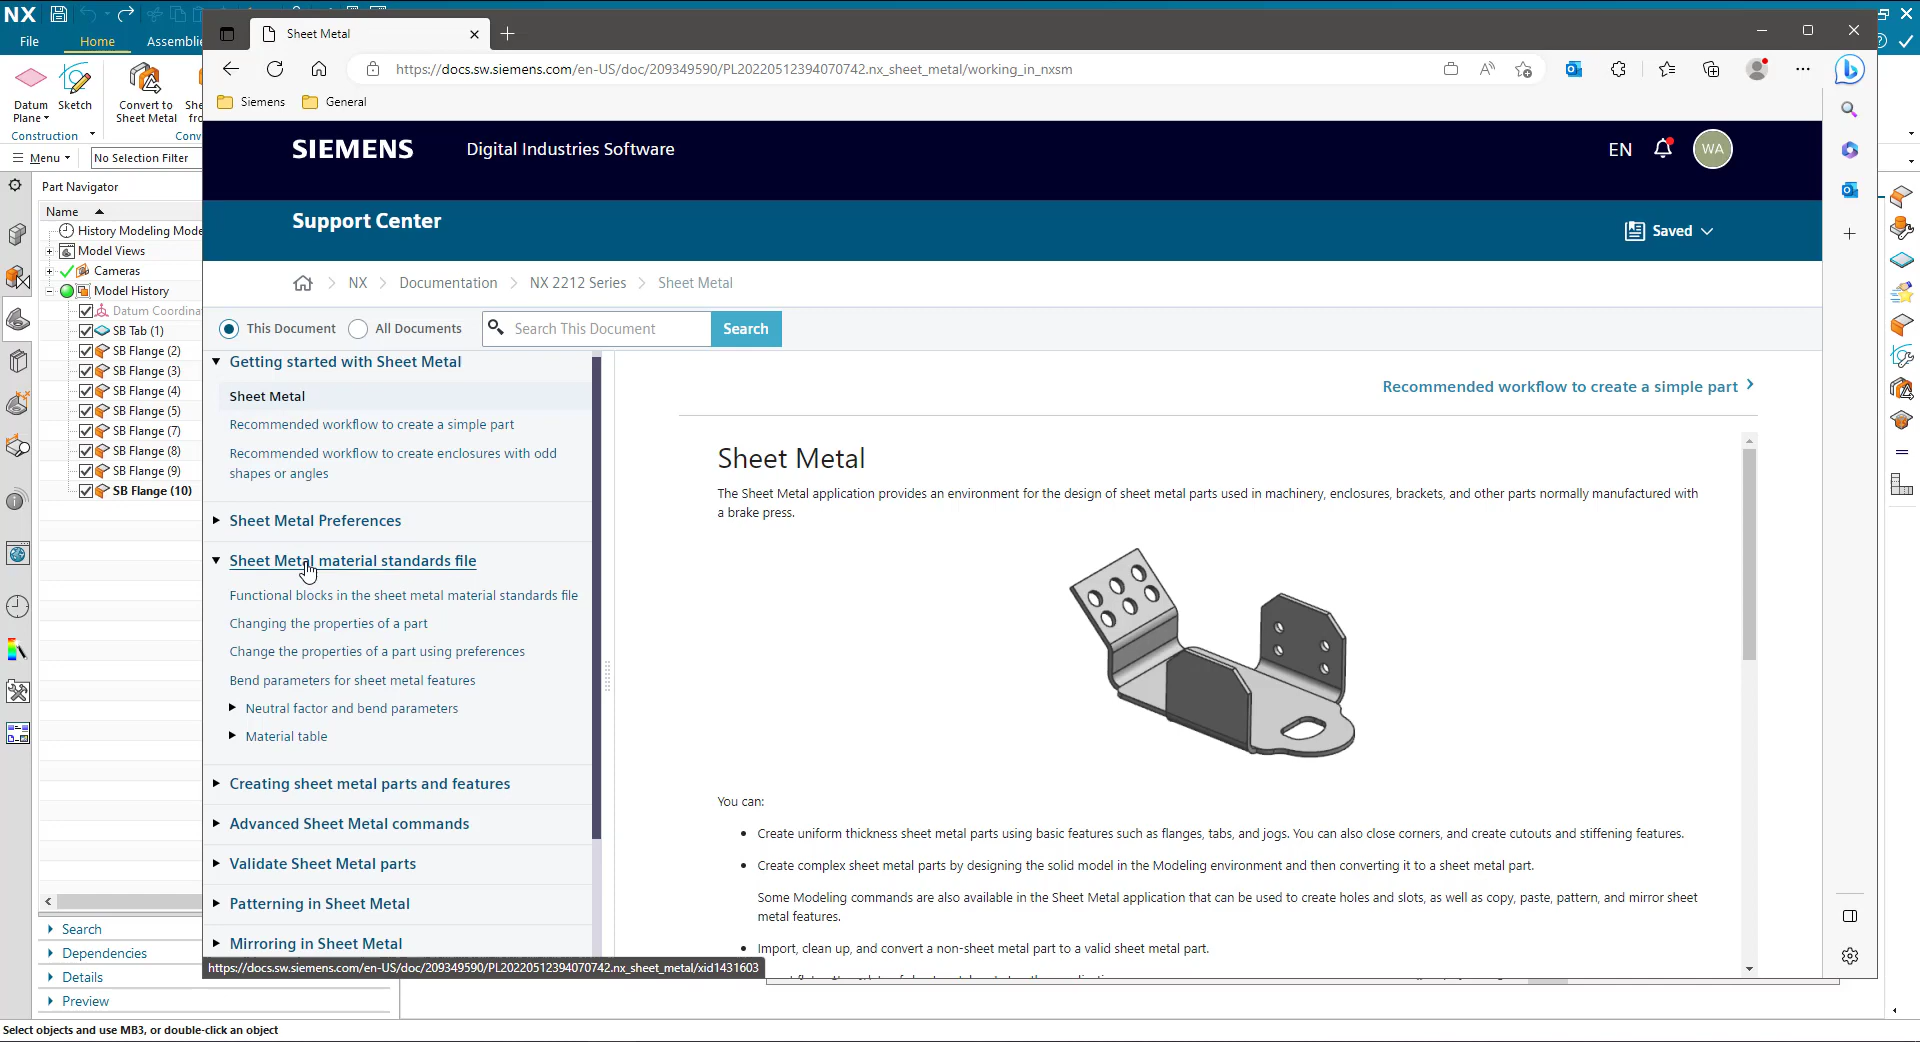 NX
Sheet Metal
File
Home
Assemblie
https://docs.sw.siemens.com/en-US/doc/209349590/PL20220512394070742.nx_sheet_metal/working_in_nxsm
Datum
Plane
Sketch
Convert to
Sheet Metal
She
fro
Siemens
General
Construction
Conv
Menu
No Selection Filter
SIEMENS
Digital Industries Software
EN
WA
Part Navigator
Name
Support Center
Saved
History Modeling Mode
Model Views
Cameras
Model History
Datum Coordina
SB Tab (1)
SB Flange (2)
SB Flange (3)
SB Flange (4)
SB Flange (5)
SB Flange (7)
SB Flange (8)
SB Flange (9)
SB Flange (10)
NX
Documentation
NX 2212 Series
Sheet Metal
This Document
All Documents
Search This Document
Search
Getting started with Sheet Metal
Sheet Metal
Recommended workflow to create a simple part
Recommended workflow to create enclosures with odd
shapes or angles
Sheet Metal Preferences
Sheet Metal material standards file
Functional blocks in the sheet metal material standards file
Changing the properties of a part
Change the properties of a part using preferences
Bend parameters for sheet metal features
Neutral factor and bend parameters
Material table
Creating sheet metal parts and features
Advanced Sheet Metal commands
Validate Sheet Metal parts
Patterning in Sheet Metal
Mirroring in Sheet Metal
Recommended workflow to create a simple part
Sheet Metal
The Sheet Metal application provides an environment for the design of sheet metal parts used in machinery, enclosures, brackets, and other parts normally manufactured with
a brake press.
You can:
• Create uniform thickness sheet metal parts using basic features such as flanges, tabs, and jogs. You can also close corners, and create cutouts and stiffening features.
• Create complex sheet metal parts by designing the solid model in the Modeling environment and then converting it to a sheet metal part.
Some Modeling commands are also available in the Sheet Metal application that can be used to create holes and slots, as well as copy, paste, pattern, and mirror sheet
metal features.
• Import, clean up, and convert a non-sheet metal part to a valid sheet metal part.
https://docs.sw.siemens.com/en-US/doc/209349590/PL20220512394070742.nx_sheet_metal/xid1431603
Search
Dependencies
Details
Preview
Select objects and use MB3, or double-click an object